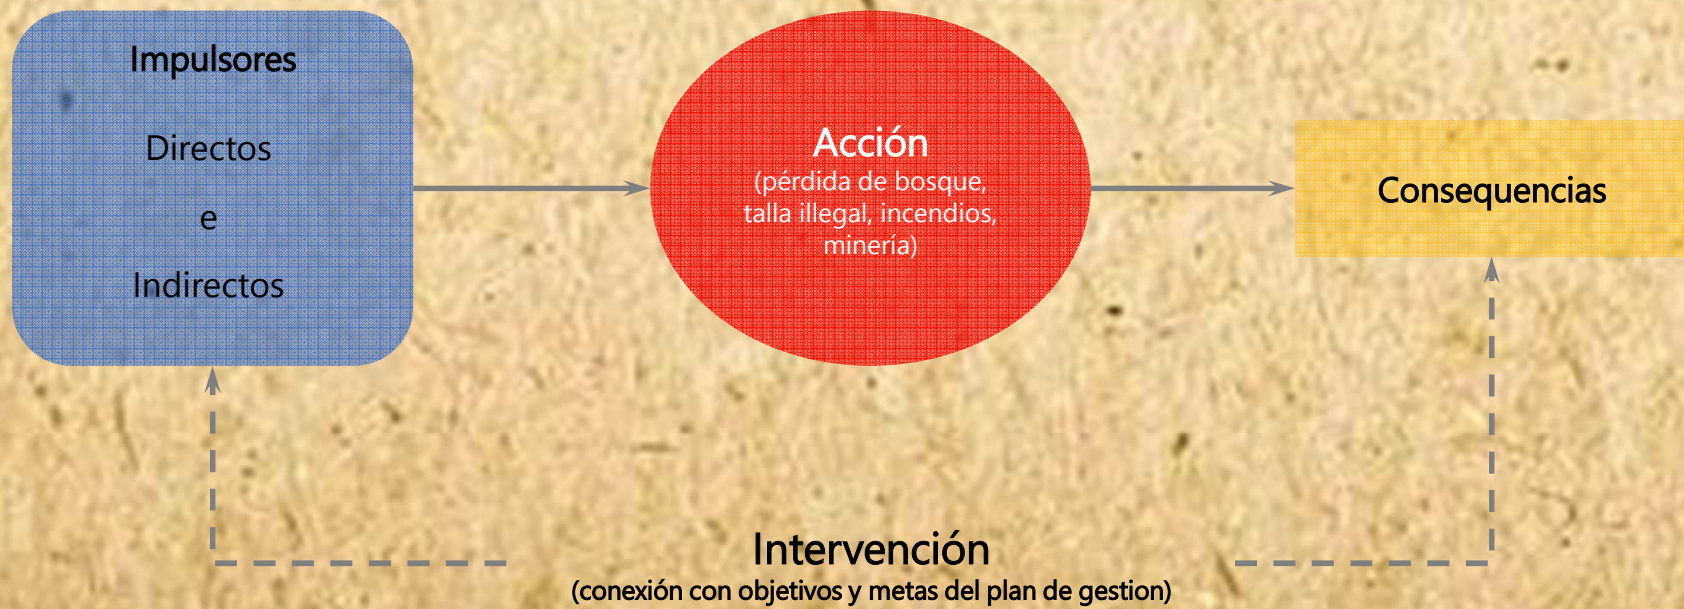 Impulsores
Directos
e
Indirectos
Acción
(pérdida de bosque,
talla illegal, incendios,
minería)
Consequencias
Intervención
(conexión con objetivos y metas del plan de gestion)